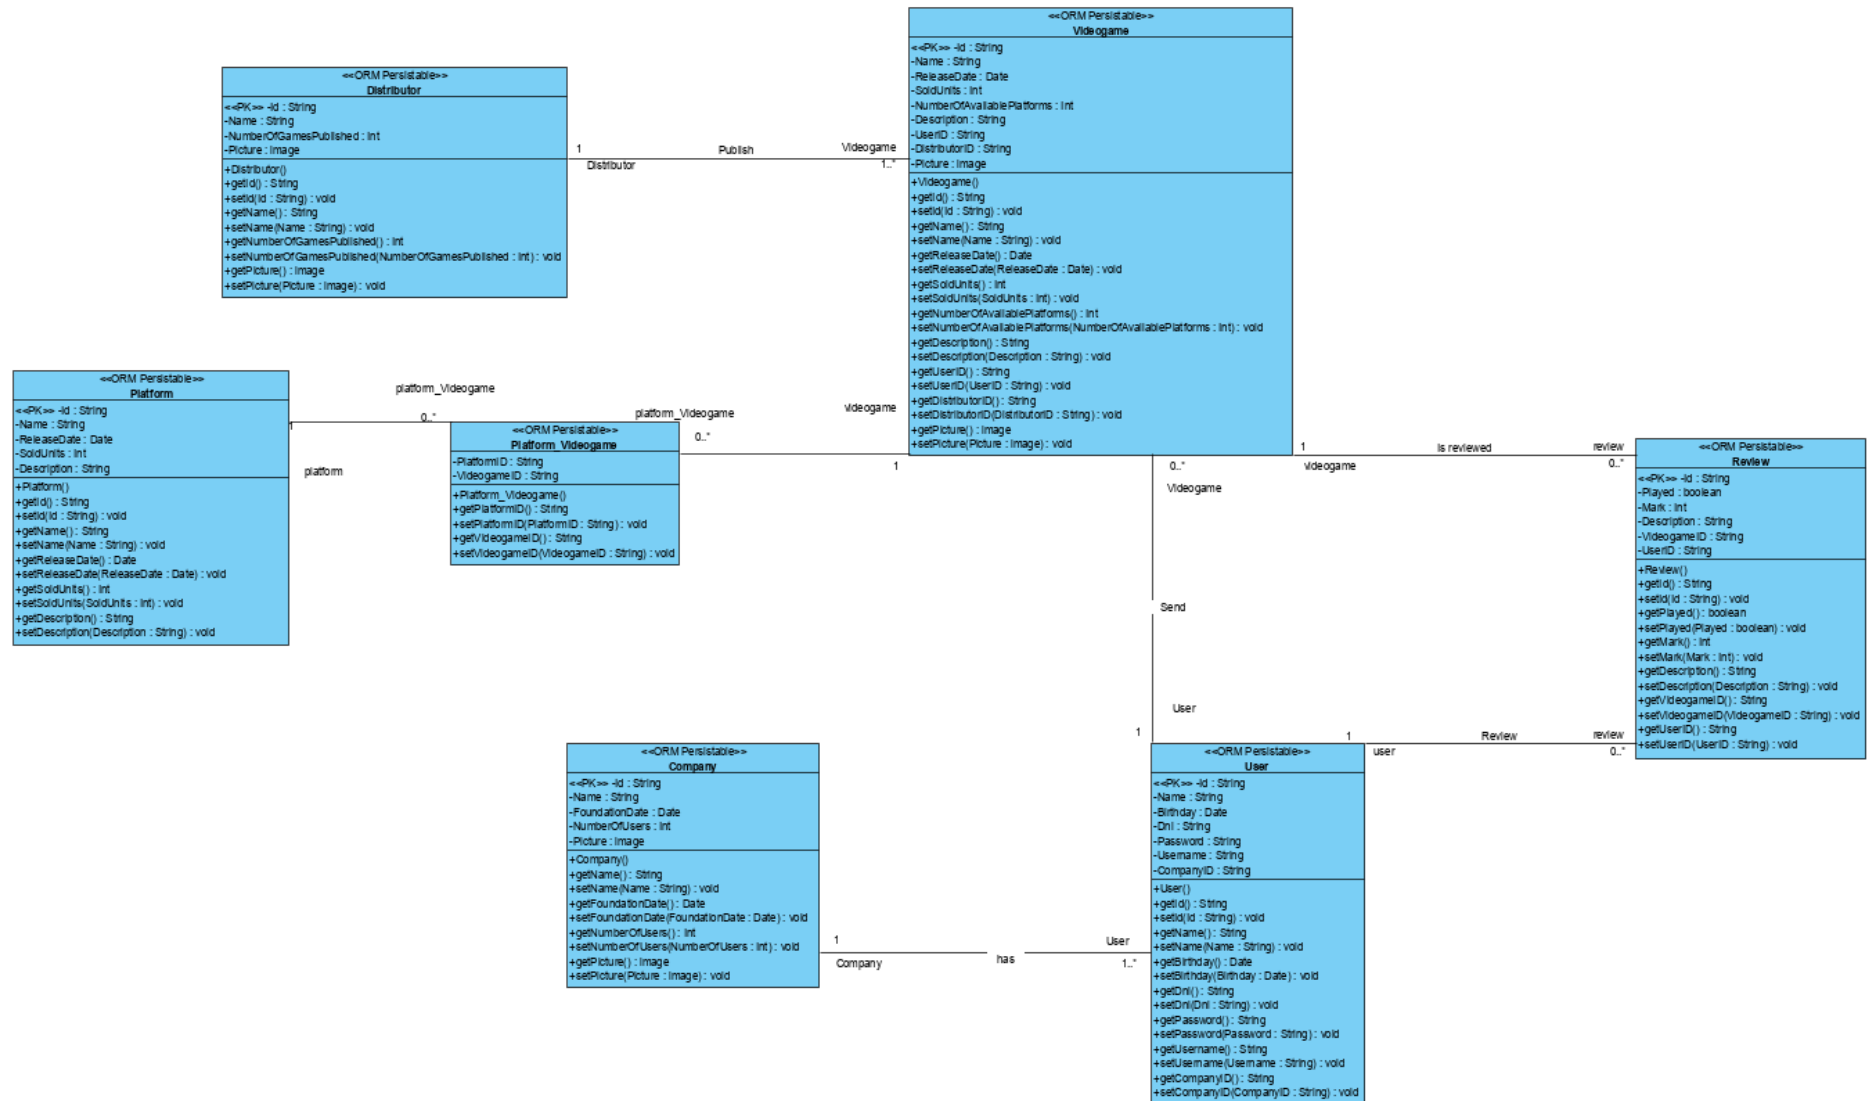 <<ORM Persistable>>
Videogame
<<PK>> -Id : String
-Name : String
-ReleaseDate : Date
-SoldUnits : Int
-NumberOfAvailablePlatforms : Int
-Description : String
-UserID : String
-DistributorID : String
-Picture : Image
+Videogame()
+getId() : String
+setId(Id : String) : void
+getName() : String
+setName(Name : String) : void
+getReleaseDate() : Date
+setReleaseDate(ReleaseDate : Date) : void
+getSoldUnits() : Int
+setSoldUnits(SoldUnits : Int) : void
+getNumberOfAvailablePlatforms() : Int
+setNumberOfAvailablePlatforms(NumberOfAvailablePlatforms : Int) : void
+getDescription() : String
+setDescription(Description : String) : void
+getUserID() : String
+setUserID(UserID : String) : void
+getDistributorID() : String
+setDistributorID(DistributorID : String) : void
+getPicture() : Image
+setPicture(Picture : Image) : void
<<ORM Persistable>>
Distributor
<<PK>> -Id : String
-Name : String
-NumberOfGamesPublished : Int
-Picture : Image
+Distributor()
+getId() : String
+setId(Id : String) : void
+getName() : String
+setName(Name : String) : void
+getNumberOfGamesPublished() : Int
+setNumberOfGamesPublished(NumberOfGamesPublished : Int) : void
+getPicture() : Image
+setPicture(Picture : Image) : void
1
Publish
Videogame
Distributor
1..*
<<ORM Persistable>>
Platform
<<PK>> -Id : String
-Name : String
-ReleaseDate : Date
-SoldUnits : Int
-Description : String
+Platform()
+getId() : String
+setId(Id : String) : void
+getName() : String
+setName(Name : String) : void
+getReleaseDate() : Date
+setReleaseDate(ReleaseDate : Date) : void
+getSoldUnits() : Int
+setSoldUnits(SoldUnits : Int) : void
+getDescription() : String
+setDescription(Description : String) : void
platform_Videogame
0..*
1
platform
<<ORM Persistable>>
Platform_Videogame
-PlatformID : String
-VideogameID : String
+Platform_Videogame()
+getPlatformID() : String
+setPlatformID(PlatformID : String) : void
+getVideogameID() : String
+setVideogameID(VideogameID : String) : void
platform_Videogame
0..*
videogame
1
1
Is reviewed
review
videogame
0..*
<<ORM Persistable>>
Review
<<PK>> -Id : String
-Played : boolean
-Mark : Int
-Description : String
-VideogameID : String
-UserID : String
+Review()
+getId() : String
+setId(Id : String) : void
+getPlayed() : boolean
+setPlayed(Played : boolean) : void
+getMark() : Int
+setMark(Mark : Int) : void
+getDescription() : String
+setDescription(Description : String) : void
+getVideogameID() : String
+setVideogameID(VideogameID : String) : void
+getUserID() : String
+setUserID(UserID : String) : void
0..*
Videogame
Send
User
1
1
Review
review
user
0..*
<<ORM Persistable>>
Company
<<PK>> -Id : String
-Name : String
-FoundationDate : Date
-NumberOfUsers : Int
-Picture : Image
+Company()
+getName() : String
+setName(Name : String) : void
+getFoundationDate() : Date
+setFoundationDate(FoundationDate : Date) : void
+getNumberOfUsers() : Int
+setNumberOfUsers(NumberOfUsers : Int) : void
+getPicture() : Image
+setPicture(Picture : Image) : void
1
Company
has
User
1..*
<<ORM Persistable>>
User
<<PK>> -Id : String
-Name : String
-Birthday : Date
-Dni : String
-Password : String
-Username : String
-CompanyID : String
+User()
+getId() : String
+setId(Id : String) : void
+getName() : String
+setName(Name : String) : void
+getBirthday() : Date
+setBirthday(Birthday : Date) : void
+getDni() : String
+setDni(Dni : String) : void
+getPassword() : String
+setPassword(Password : String) : void
+getUsername() : String
+setUsername(Username : String) : void
+getCompanyID() : String
+setCompanyID(CompanyID : String) : void